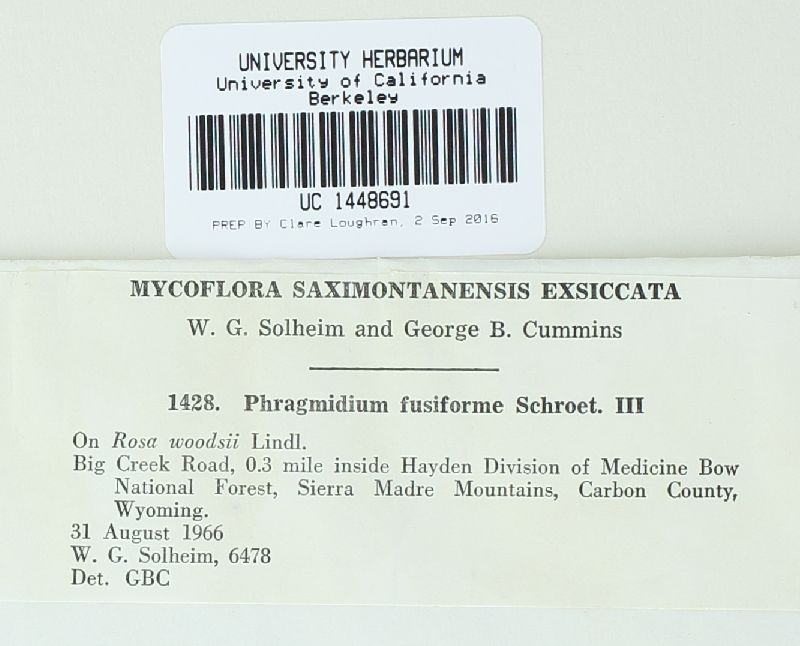 UNIVERSITY HERBARIUM
University of California
Berkeley
UC 1448691
PREP BY Clare Loughran, 2 Sep 2016
MYCOFLORA SAXIMONTANENSIS EXSICCATA
W. G. Solheim and George B. Cummins
1428. Phragmidium fusiforme Schroet. III
On Rosa woodsii Lindl.
Big Creek Road, 0.3 mile inside Hayden Division of Medicine Bow
National Forest, Sierra Madre Mountains, Carbon County,
Wyoming.
31 August 1966
W. G. Solheim, 6478
Det. GBC